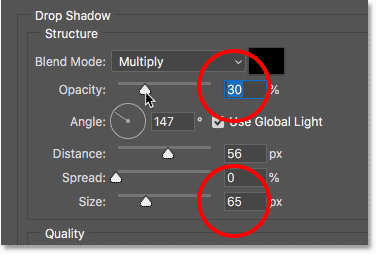 Drop Shadow
Structure
Blend Mode: Multiply
Opacity: 30 %
Angle: 147 ° Use Global Light
Distance: 56 px
Spread: 0 %
Size: 65 px
Quality